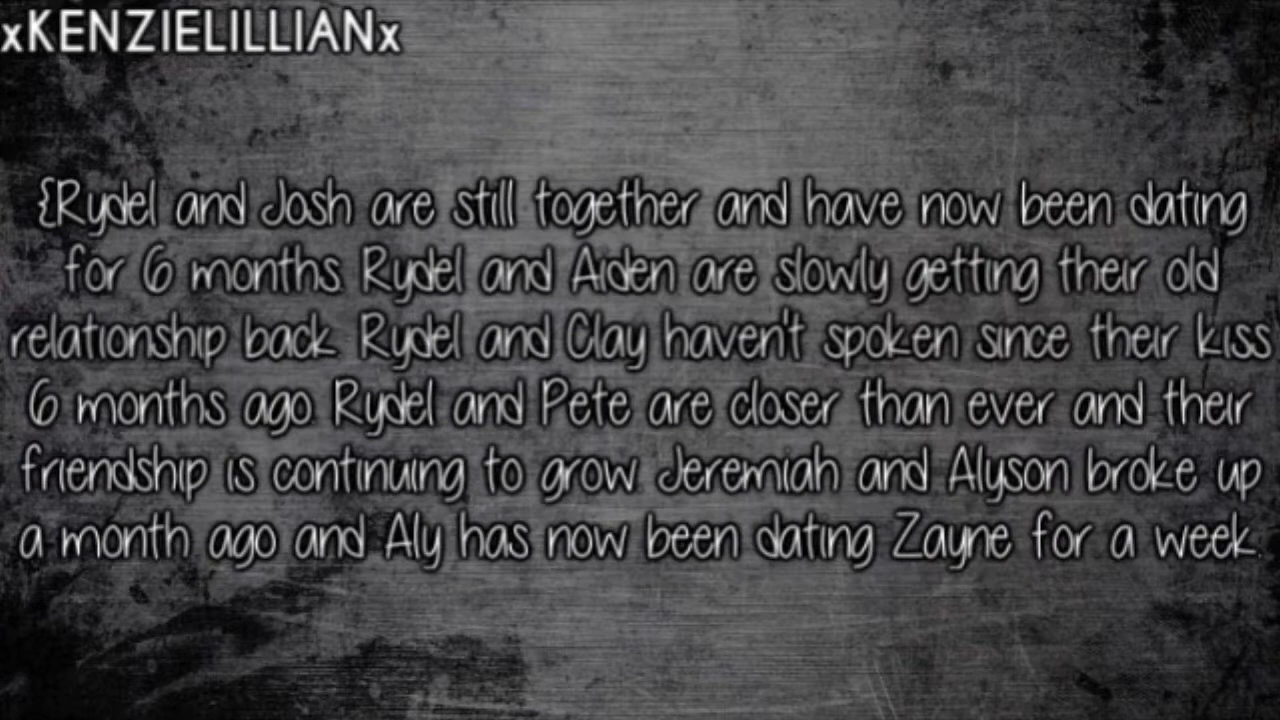 xKENZIELILLIANx
{Rydel and Josh are still together and have now been dating
for 6 months. Rydel and Aiden are slowly getting their old
relationship back. Rydel and Clay haven't spoken since their kiss
6 months ago. Rydel and Pete are closer than ever and their
friendship is continuing to grow. Jeremiah and Alyson broke up
a month ago and Aly has now been dating Zayne for a week.